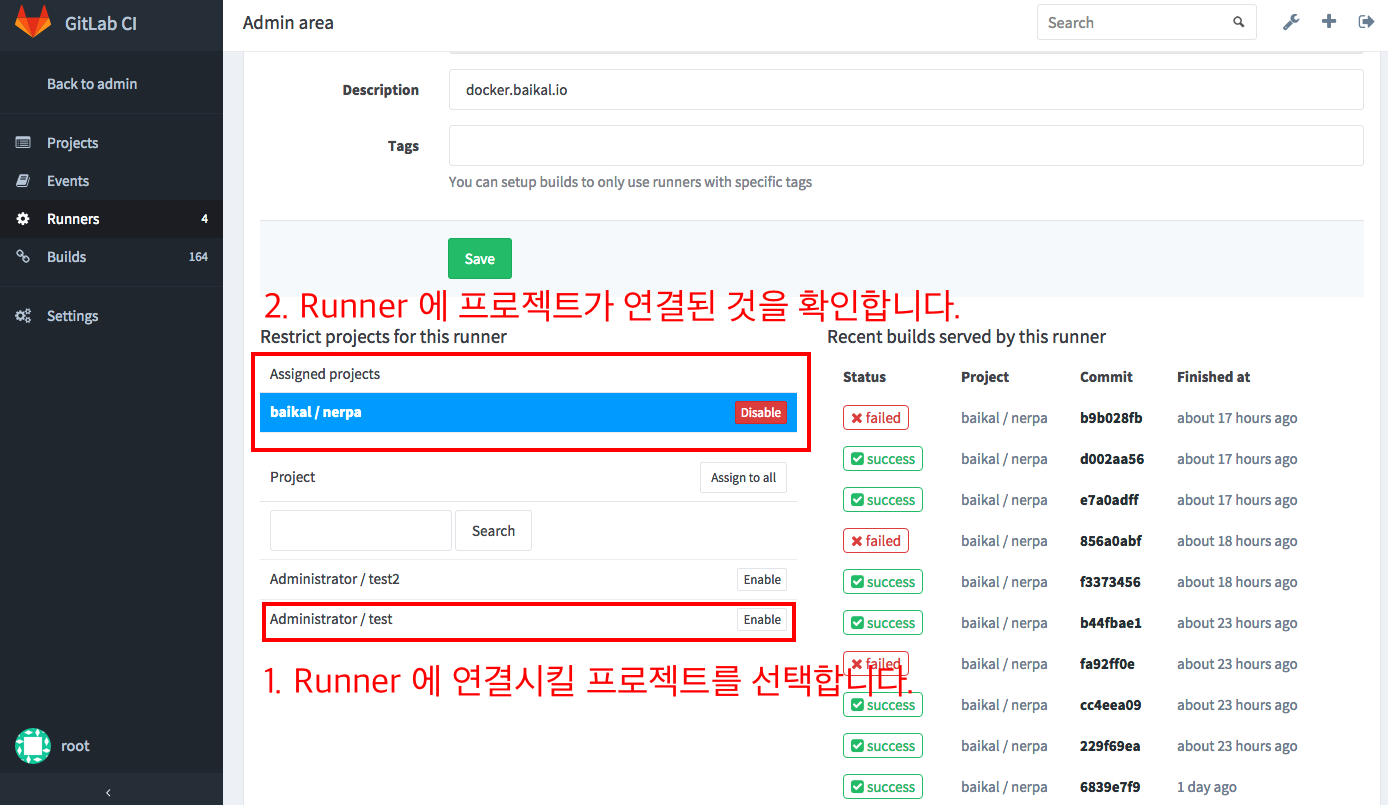 GitLab CI
Admin area
Search
Back to admin
Projects
Events
Runners 4
Builds 164
Settings
root
Description docker.baikal.io
Tags
You can setup builds to only use runners with specific tags
Save
2. Runner 에 프로젝트가 연결된 것을 확인합니다.
Restrict projects for this runner
Assigned projects
baikal / nerpa Disable
Project Assign to all
Search
Administrator / test2 Enable
Administrator / test Enable
1. Runner 에 연결시킬 프로젝트를 선택합니다.
Recent builds served by this runner
Status Project Commit Finished at
failed baikal / nerpa b9b028fb about 17 hours ago
success baikal / nerpa d002aa56 about 17 hours ago
success baikal / nerpa e7a0adff about 17 hours ago
failed baikal / nerpa 856a0abf about 18 hours ago
success baikal / nerpa f3373456 about 18 hours ago
success baikal / nerpa b44fbae1 about 23 hours ago
failed baikal / nerpa fa92ff0e about 23 hours ago
success baikal / nerpa cc4eea09 about 23 hours ago
success baikal / nerpa 229f69ea about 23 hours ago
success baikal / nerpa 6839e7f9 1 day ago